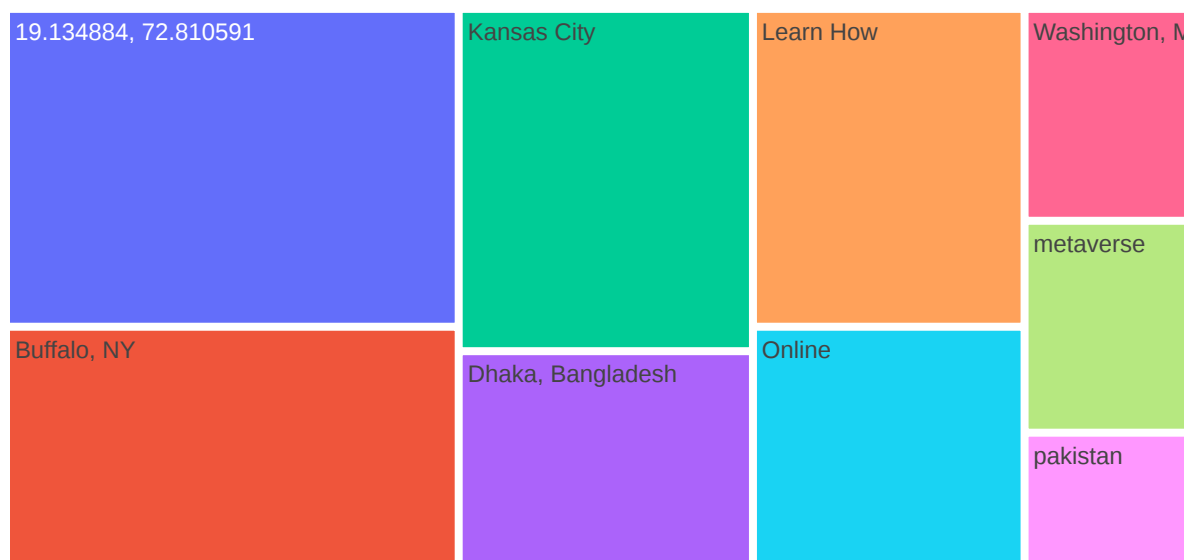 19.134884, 72.810591
Kansas City
Learn How
Washington,
Buffalo, NY
Dhaka, Bangladesh
Online
metaverse
pakistan